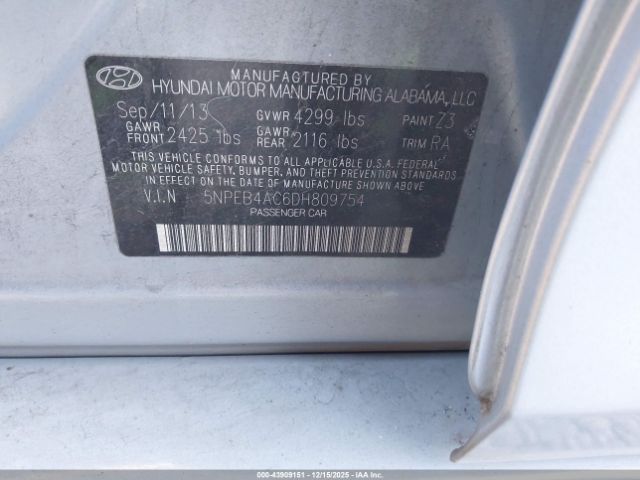 MANUFACTURED BY
HYUNDAI MOTOR MANUFACTURING ALABAMA, LLC
Sep/11/13 GVWR 4299 lbs PAINT Z3
GAWR FRONT 2425 lbs GAWR REAR 2116 lbs TRIM RA
THIS VEHICLE CONFORMS TO ALL APPLICABLE U.S.A. FEDERAL
MOTOR VEHICLE SAFETY, BUMPER, AND THEFT PREVENTION
STANDARDS IN EFFECT ON THE DATE OF MANUFACTURE SHOWN ABOVE.
V.I.N 5NPEB4AC6DH809754
PASSENGER CAR
000-43909151 - 12/15/2025 - IAAI.COM